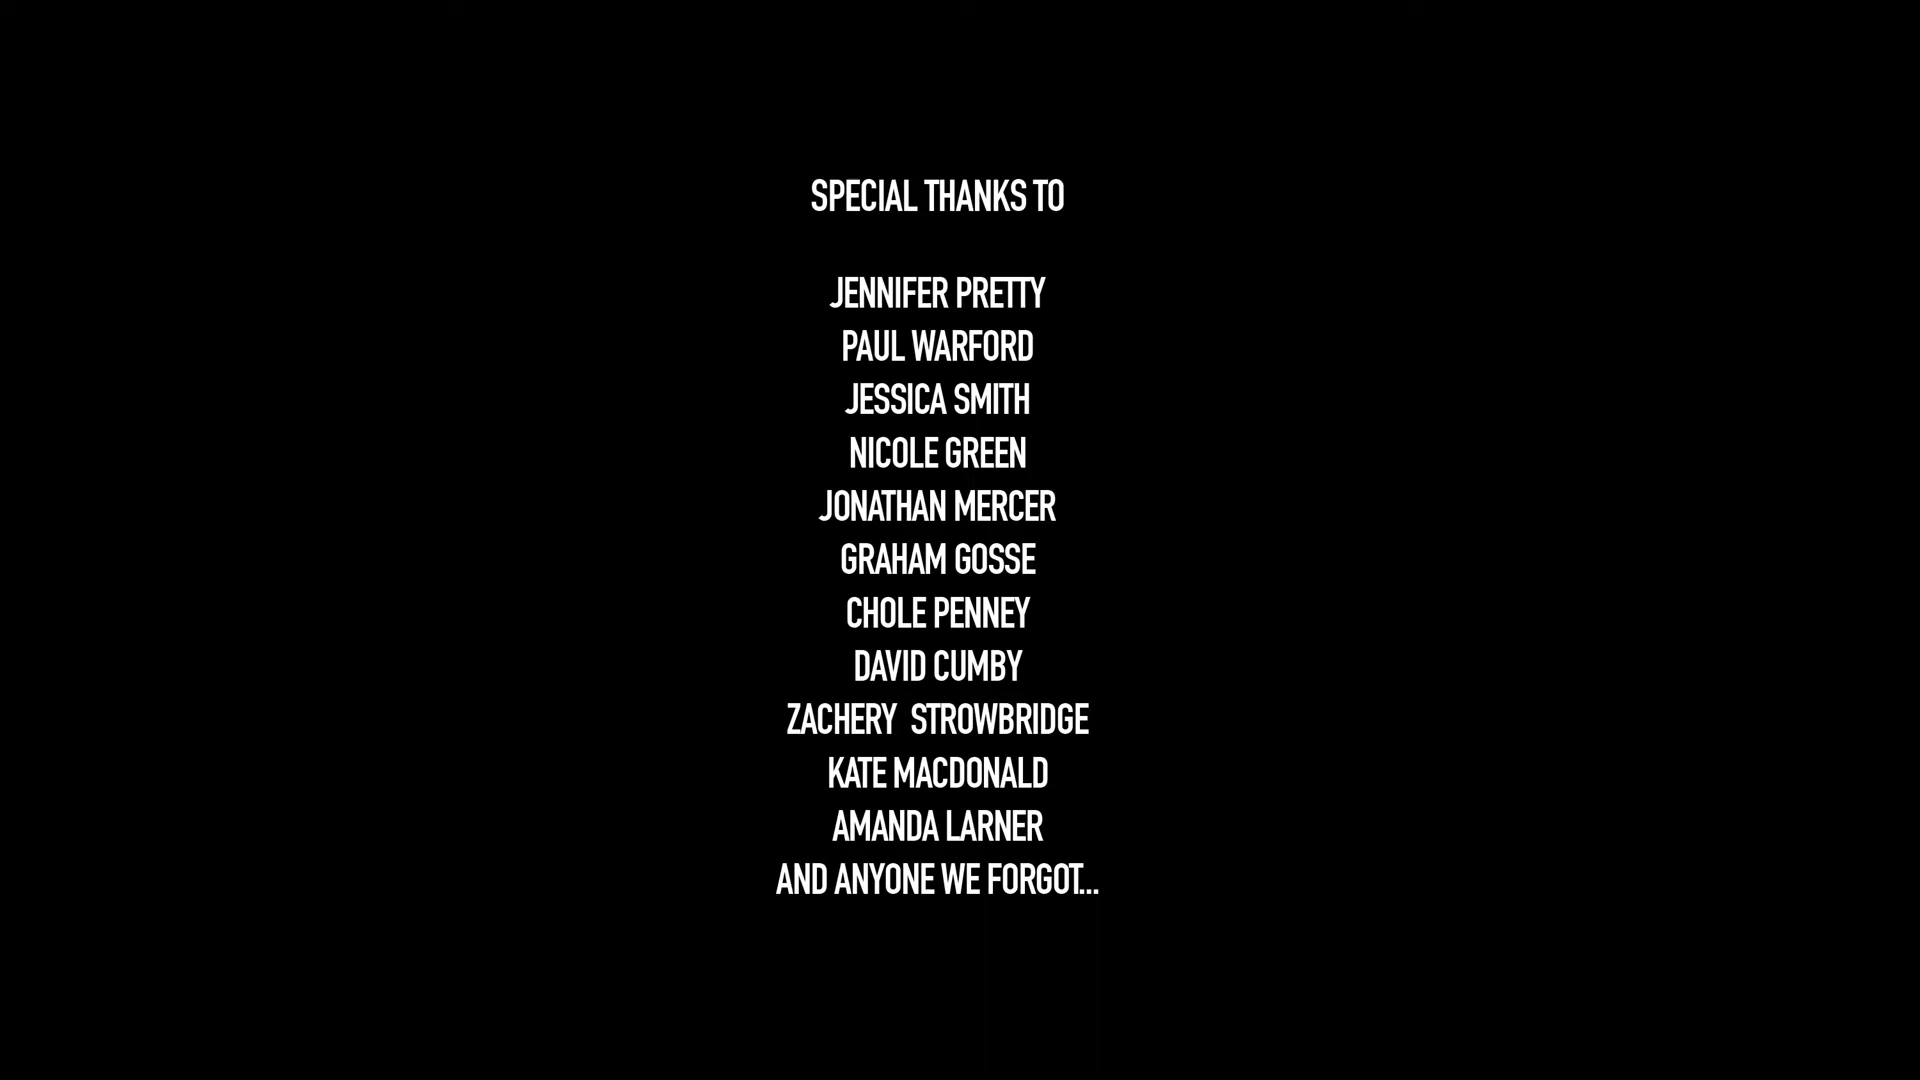 SPECIAL THANKS TO
JENNIFER PRETTY
PAUL WARFORD
JESSICA SMITH
NICOLE GREEN
JONATHAN MERCER
GRAHAM GOSSE
CHOLE PENNEY
DAVID CUMBY
ZACHERY  STROWBRIDGE
KATE MACDONALD
AMANDA LARNER
AND ANYONE WE FORGOT...